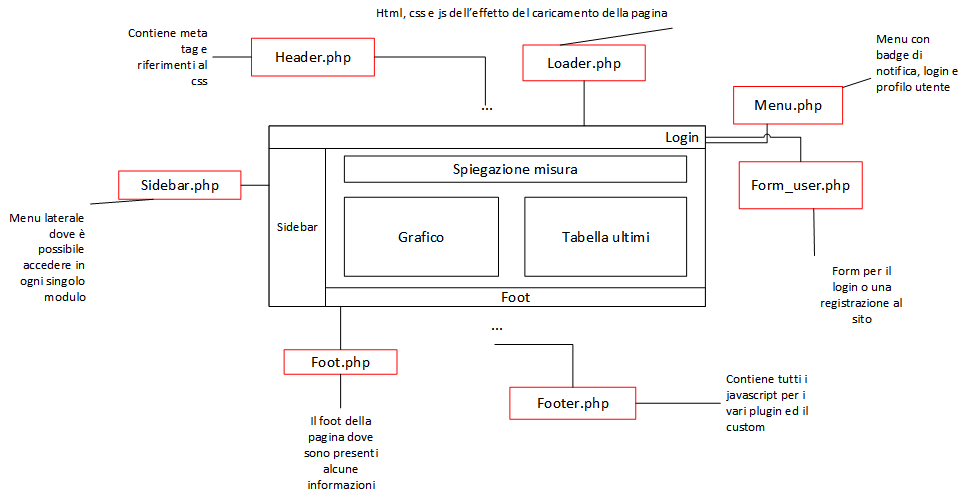 Html, css e js dell'effetto del caricamento della pagina
Contiene meta
tag e
riferimenti al
css
Header.php
Loader.php
Menu con
badge di
notifica, login e
profilo utente
Menu.php
...
Login
Sidebar.php
Spiegazione misura
Form_user.php
Menu laterale
dove è
possibile
accedere in
ogni singolo
modulo
Sidebar
Grafico
Tabella ultimi
Form per il
login o una
registrazione al
sito
Foot
...
Foot.php
Footer.php
Contiene tutti i
javascript per i
vari plugin ed il
custom
Il foot della
pagina dove
sono presenti
alcune
informazioni